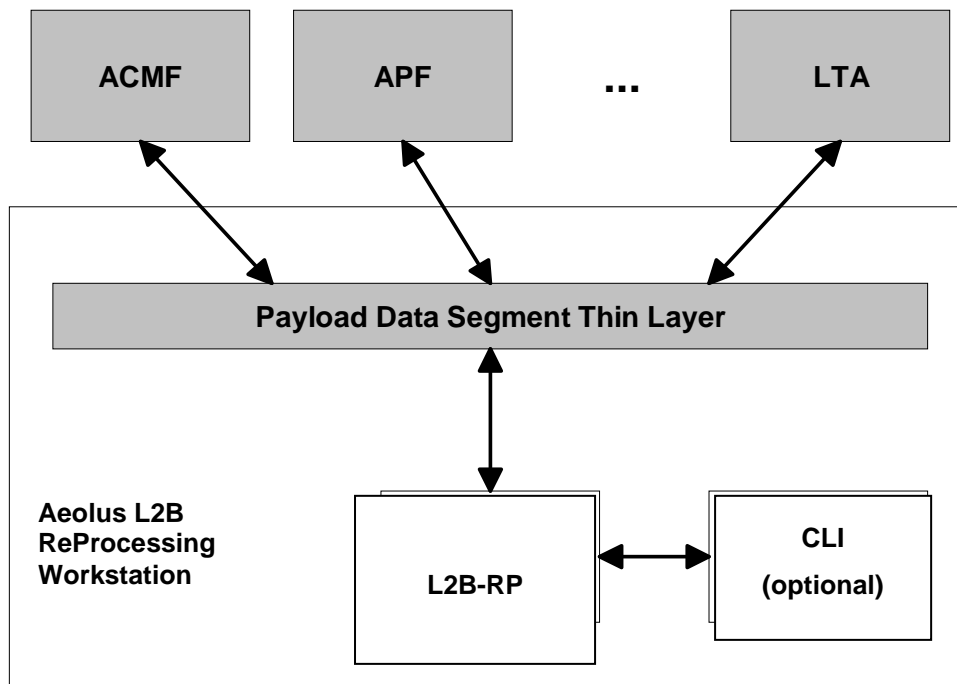 ACMF
APF
...
LTA
Payload Data Segment Thin Layer
Aeolus L2B
ReProcessing
Workstation
L2B-RP
CLI
(optional)